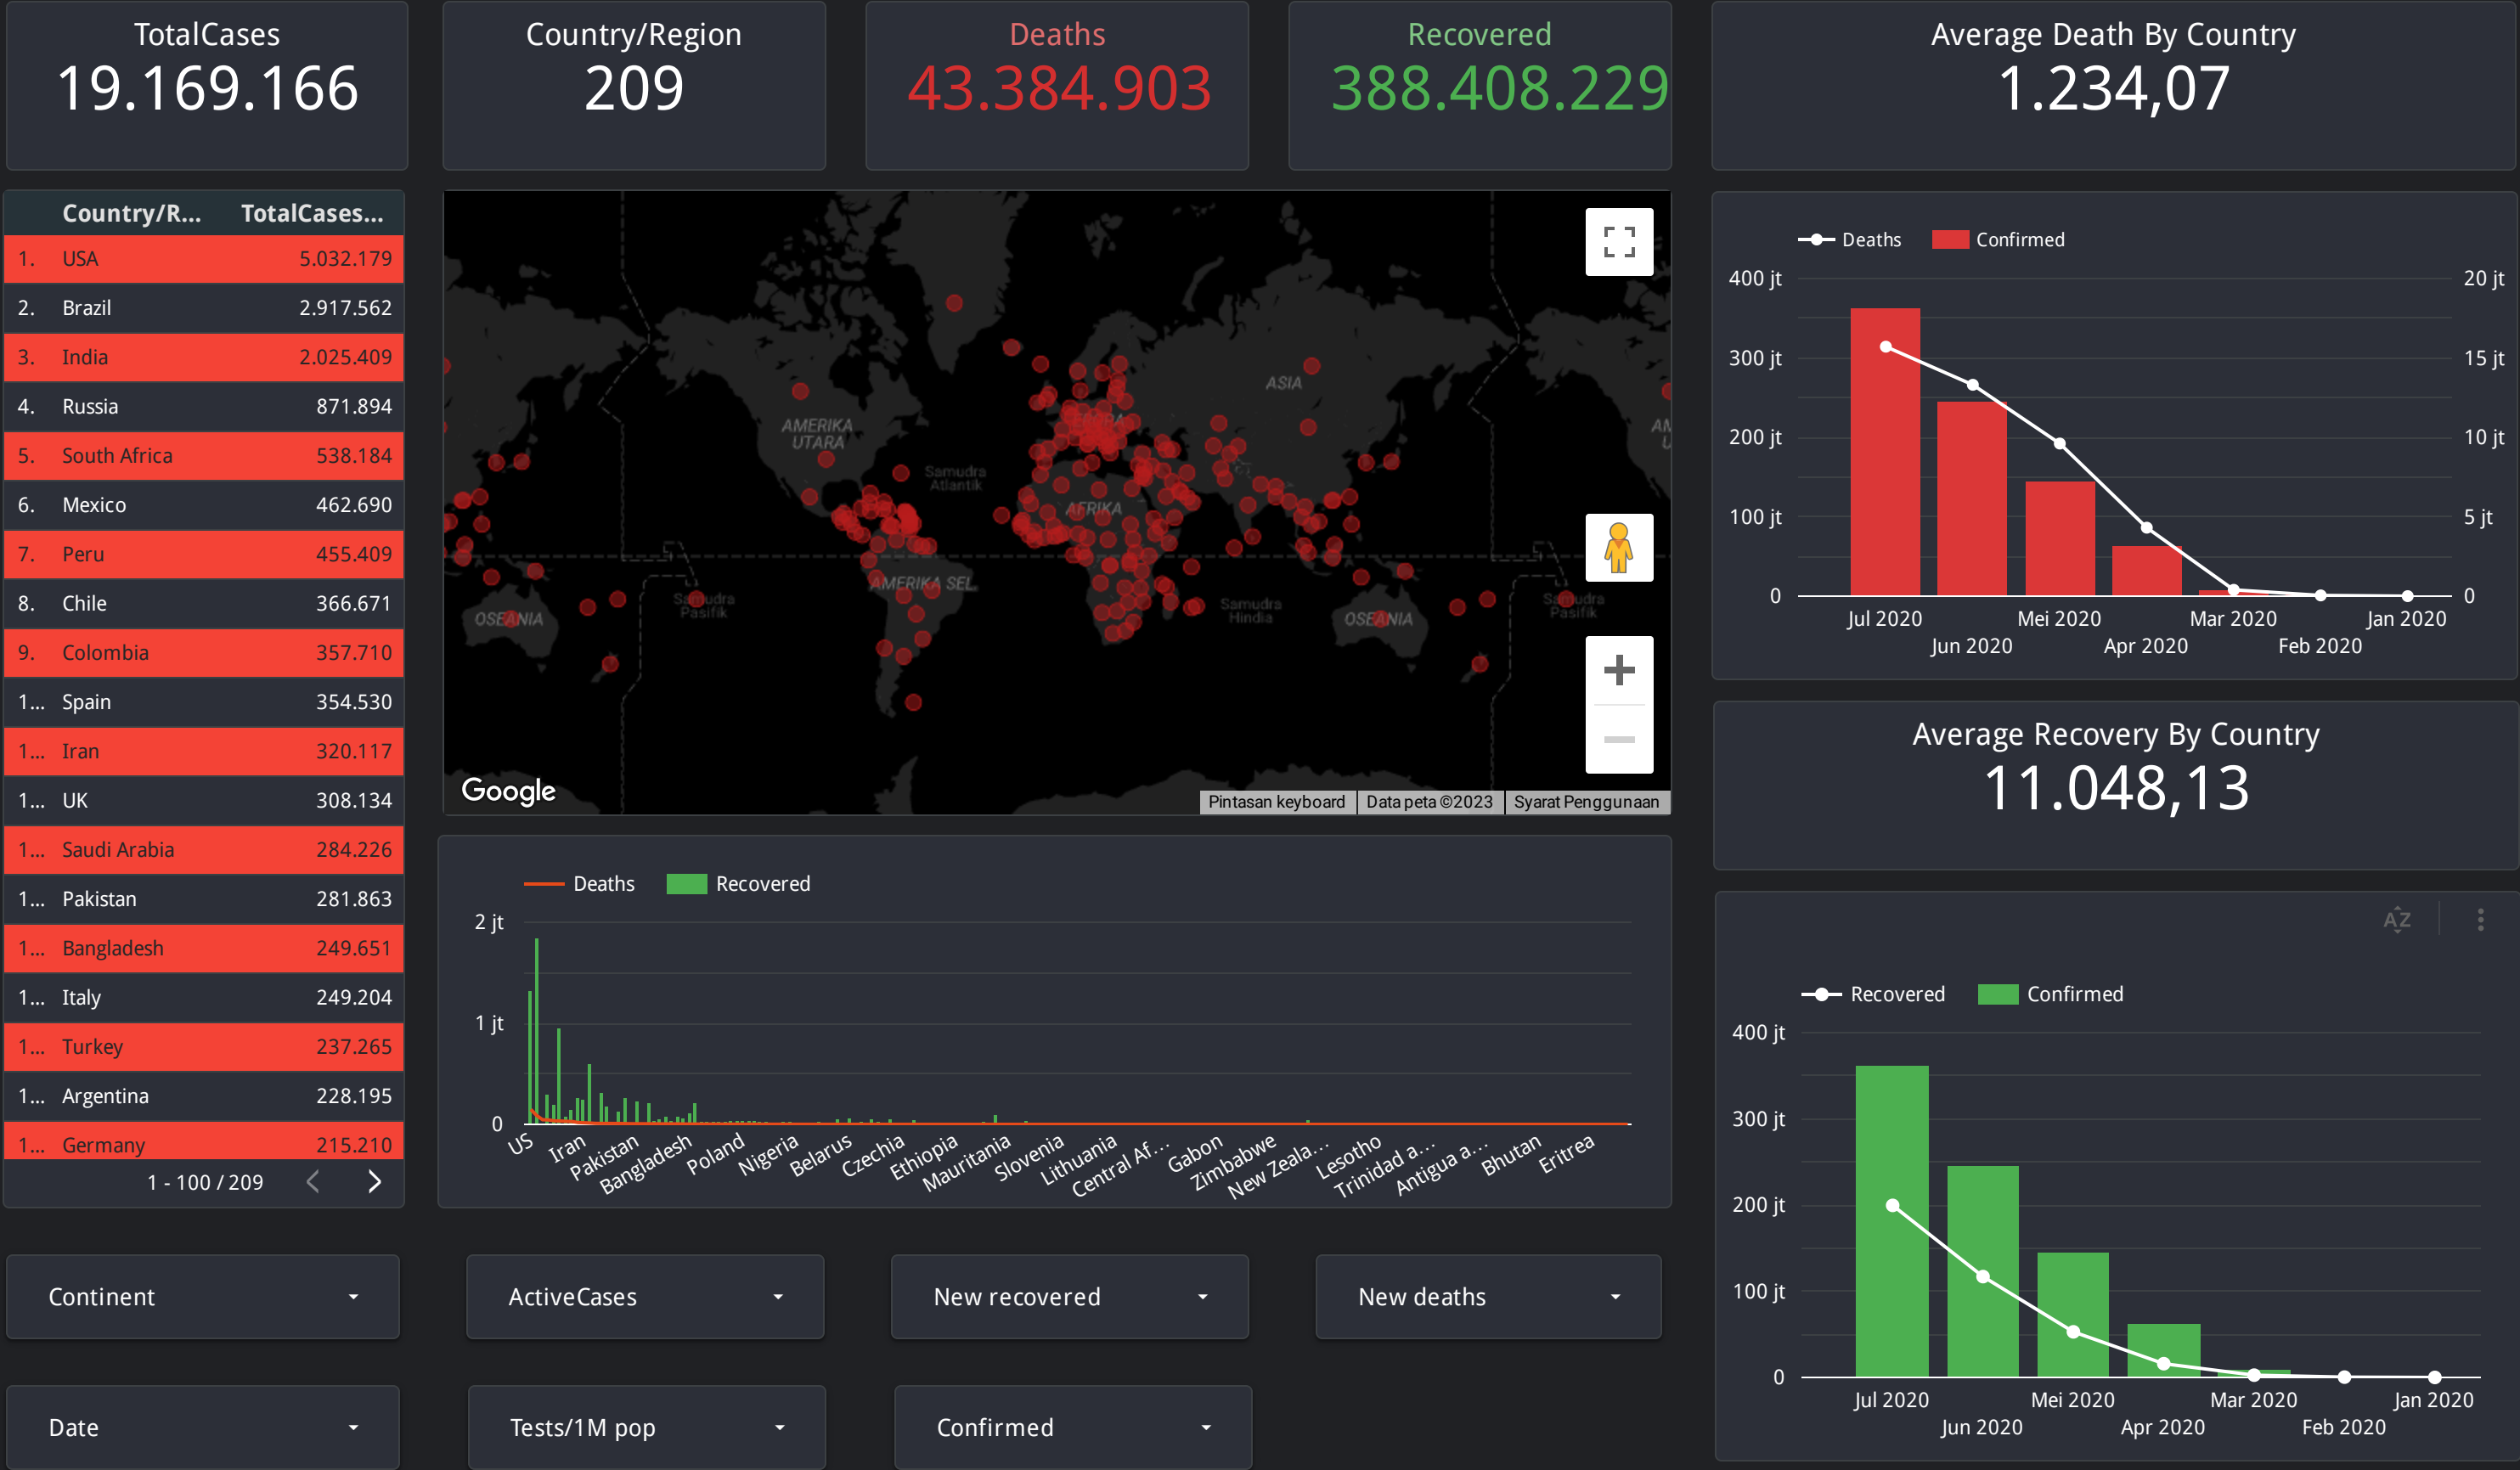 TotalCases
19.169.166
Country/Region
209
Deaths
43.384.903
Recovered
388.408.229
Average Death By Country
1.234,07
Country/R... TotalCases...
1. USA 5.032.179
2. Brazil 2.917.562
3. India 2.025.409
4. Russia 871.894
5. South Africa 538.184
6. Mexico 462.690
7. Peru 455.409
8. Chile 366.671
9. Colombia 357.710
1... Spain 354.530
1... Iran 320.117
1... UK 308.134
1... Saudi Arabia 284.226
1... Pakistan 281.863
1... Bangladesh 249.651
1... Italy 249.204
1... Turkey 237.265
1... Argentina 228.195
1... Germany 215.210
1 - 100 / 209
ASIA
AMERIKA
UTARA
AM
U
Samudra
Atlantik
AFRIKA
AMERIKA SEL.
OSEANIA
Samudra
Pasifik
Samudra
Hindia
OSEANIA
Samudra
Pasifik
Google
Pintasan keyboard
Data peta ©2023
Syarat Penggunaan
Deaths Confirmed
400 jt 20 jt
300 jt 15 jt
200 jt 10 jt
100 jt 5 jt
0 0
Jul 2020 Mei 2020 Mar 2020 Jan 2020
Jun 2020 Apr 2020 Feb 2020
Average Recovery By Country
11.048,13
Deaths Recovered
2 jt
1 jt
0
US Iran Pakistan Bangladesh Poland Nigeria Belarus Czechia Ethiopia Mauritania Slovenia Lithuania Central Af... Gabon Zimbabwe New Zeala... Lesotho Trinidad a... Antigua a... Bhutan Eritrea
AZ
Recovered Confirmed
400 jt
300 jt
200 jt
100 jt
0
Jul 2020 Mei 2020 Mar 2020 Jan 2020
Jun 2020 Apr 2020 Feb 2020
Continent
ActiveCases
New recovered
New deaths
Date
Tests/1M pop
Confirmed